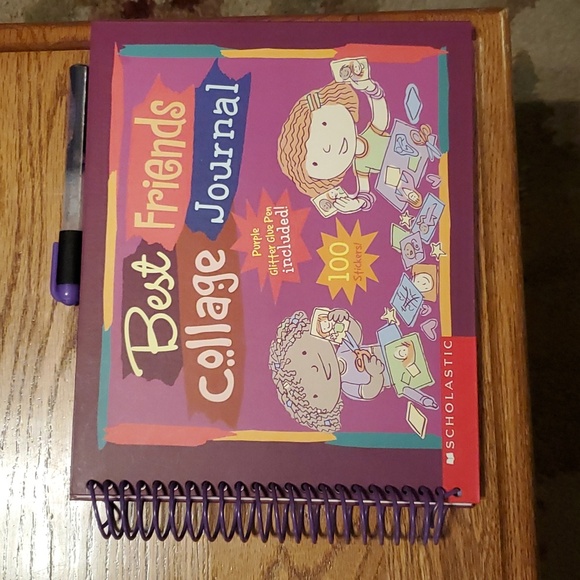 Best Friends
Collage Journal
Purple
Glitter Glue Pen
included!
100
Stickers!
SCHOLASTIC